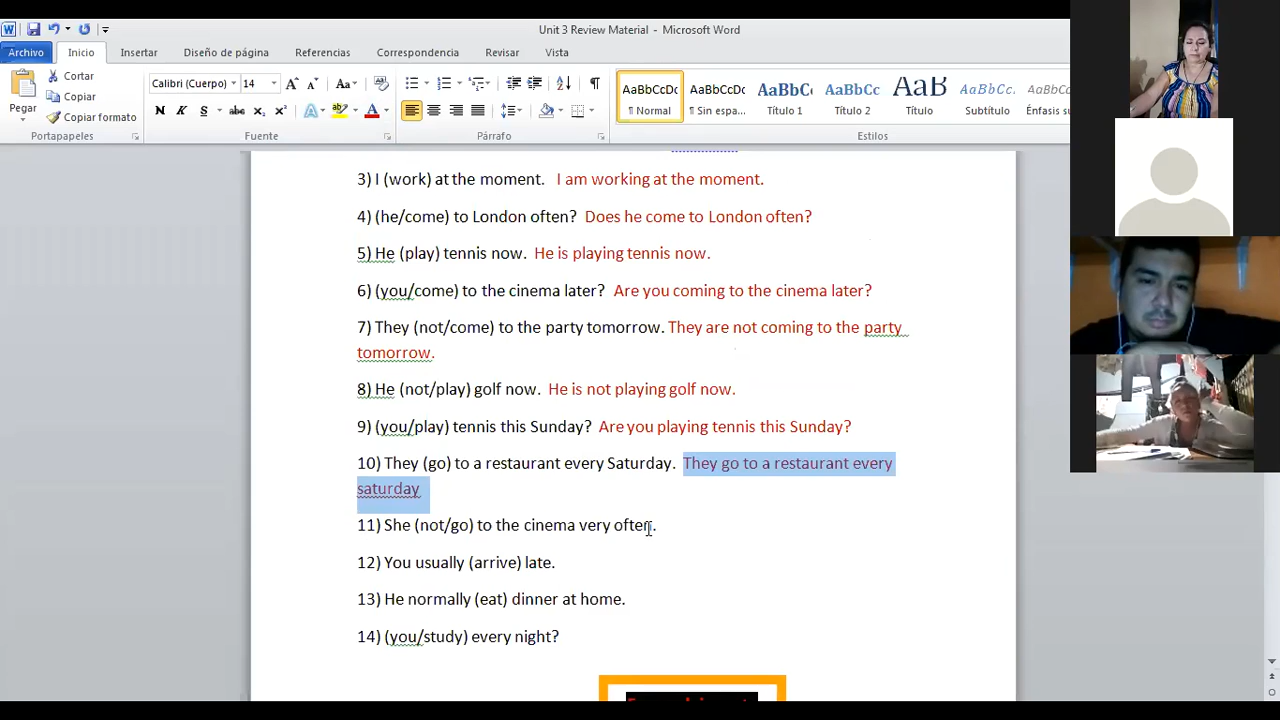 Unit 3 Review Material - Microsoft Word
Archivo Inicio Insertar Diseño de página Referencias Correspondencia Revisar Vista
Pegar
Cortar
Copiar
Copiar formato
Portapapeles
Calibri (Cuerpo) 14
N K S abc x₂ x²
Fuente
Párrafo
AaBbCcDc AaBbCcDc AaBbC AaBbCc AaB AaBbCc.
¶ Normal ¶ Sin espa... Título 1 Título 2 Título Subtítulo Énfasis su
Estilos
3) I (work) at the moment. I am working at the moment.
4) (he/come) to London often? Does he come to London often?
5) He (play) tennis now. He is playing tennis now.
6) (you/come) to the cinema later? Are you coming to the cinema later?
7) They (not/come) to the party tomorrow. They are not coming to the party
tomorrow.
8) He (not/play) golf now. He is not playing golf now.
9) (you/play) tennis this Sunday? Are you playing tennis this Sunday?
10) They (go) to a restaurant every Saturday. They go to a restaurant every
saturday
11) She (not/go) to the cinema very often.
12) You usually (arrive) late.
13) He normally (eat) dinner at home.
14) (you/study) every night?